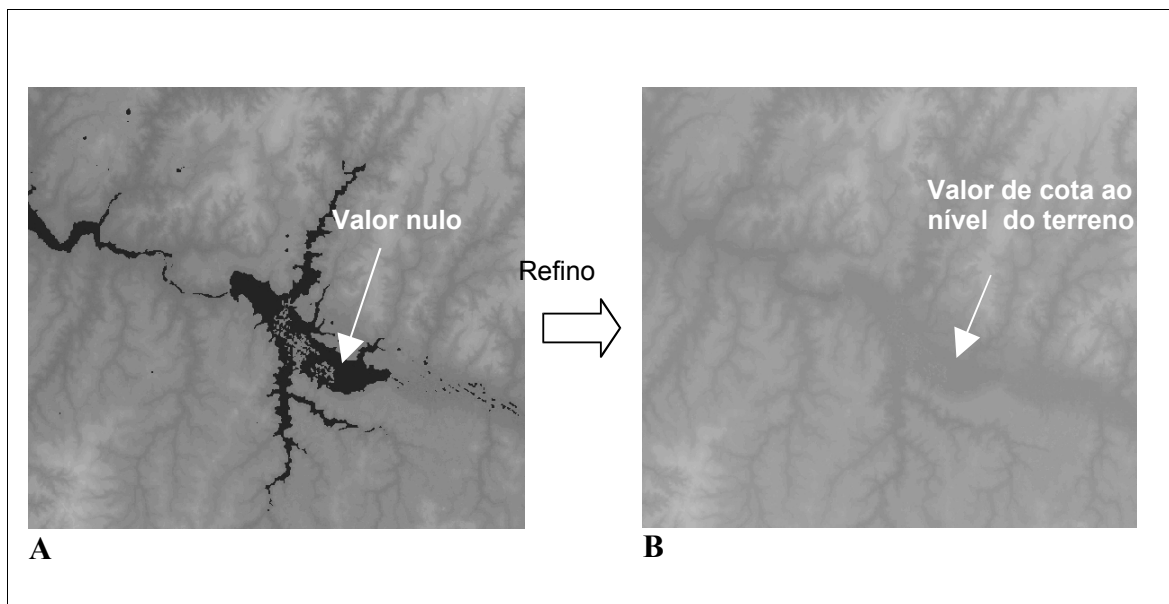 Valor nulo
Refino
Valor de cota ao
nível do terreno
A
B